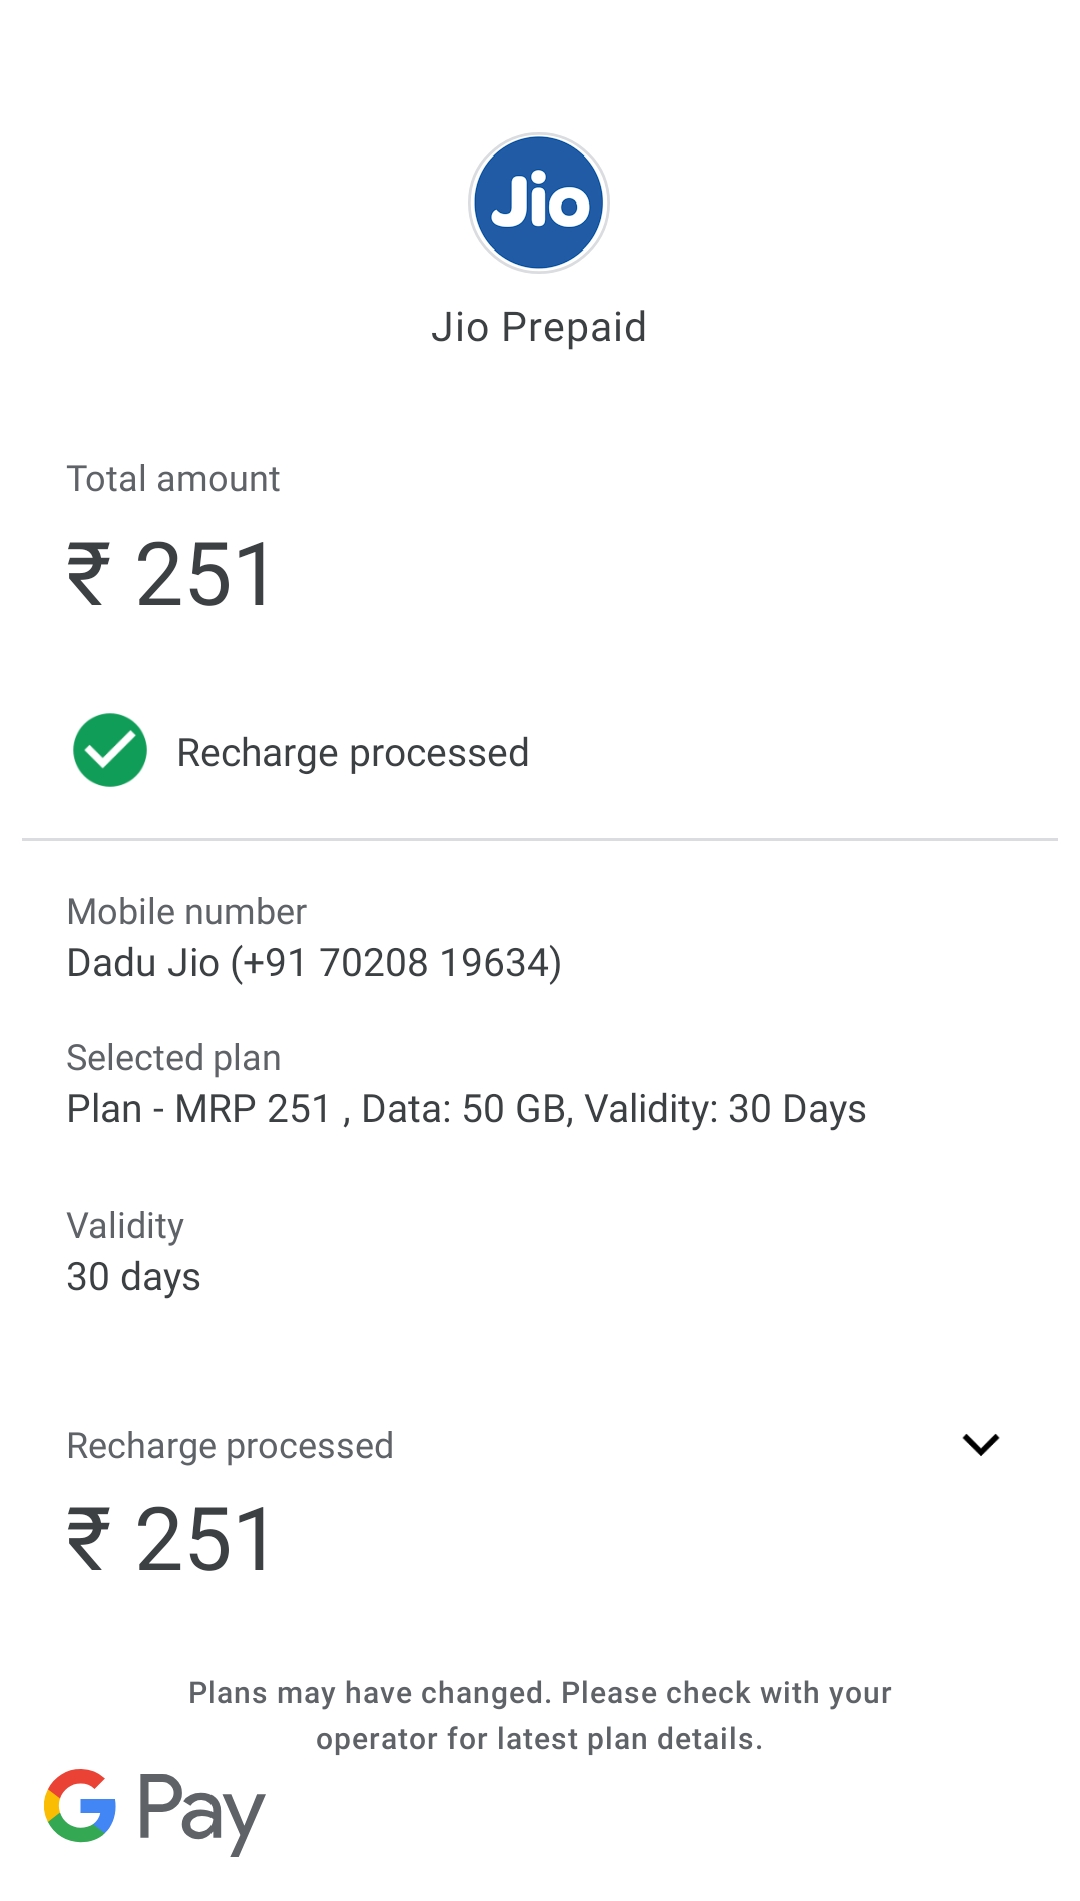 Jio
Jio Prepaid
Total amount
₹ 251
Recharge processed
Mobile number
Dadu Jio (+91 70208 19634)
Selected plan
Plan - MRP 251 , Data: 50 GB, Validity: 30 Days
Validity
30 days
Recharge processed
₹ 251
Plans may have changed. Please check with your
operator for latest plan details.
G Pay